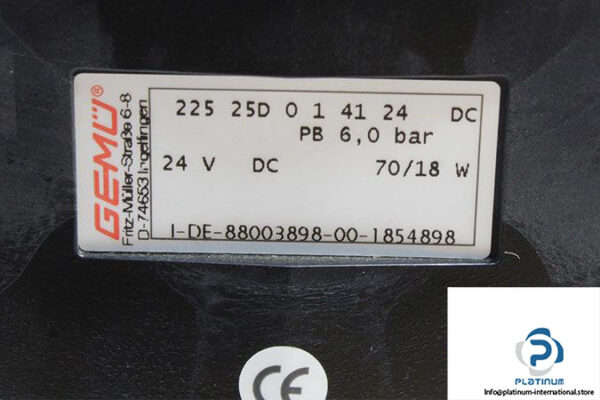 GEMÜ®
Fritz-Müller-Straße 6-8
D-74653 Ingelfingen
225 25D 0 1 41 24 DC
PB 6,0 bar
24 V DC 70/18 W
I-DE-88003898-00-1854898
CE
P
PLATINUM
Info@platinum-international.store